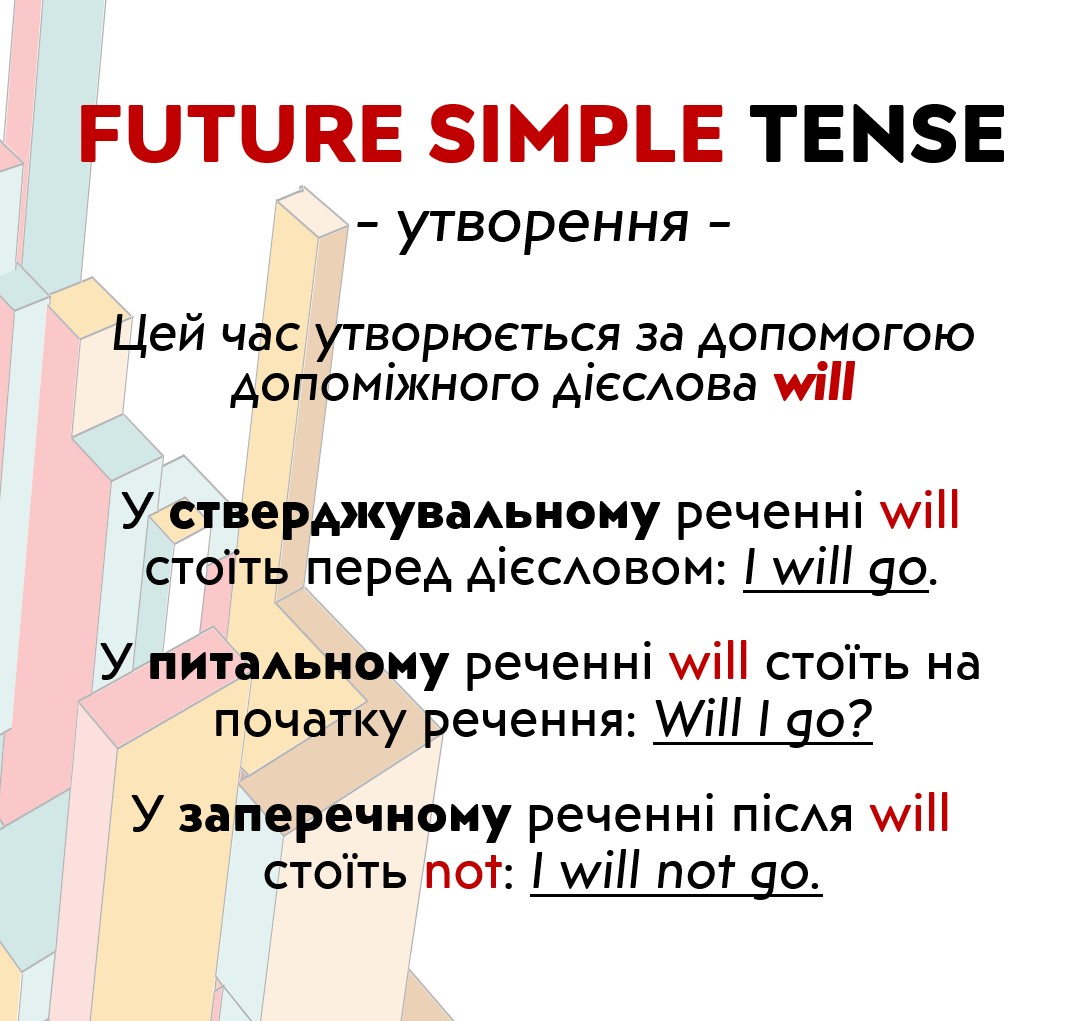 FUTURE SIMPLE TENSE
- утворення -
Цей час утворюється за допомогою
допоміжного дієслова will
У стверджувальному реченні will
стоїть перед дієсловом: I will go.
У питальному реченні will стоїть на
початку речення: Will I go?
У заперечному реченні після will
стоїть not: I will not go.